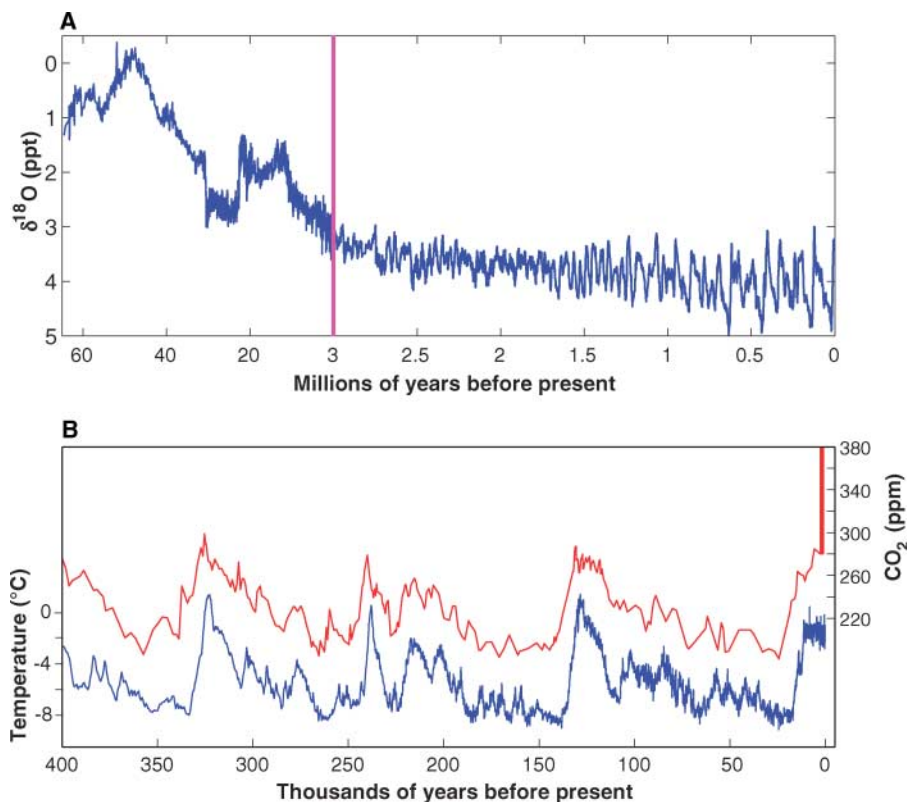 A
0
1
2
3
4
5
δ18O (ppt)
60 40 20 3 2.5 2 1.5 1 0.5 0
Millions of years before present
B
380
340
300
260
220
CO2 (ppm)
0
-4
-8
Temperature (°C)
400 350 300 250 200 150 100 50 0
Thousands of years before present